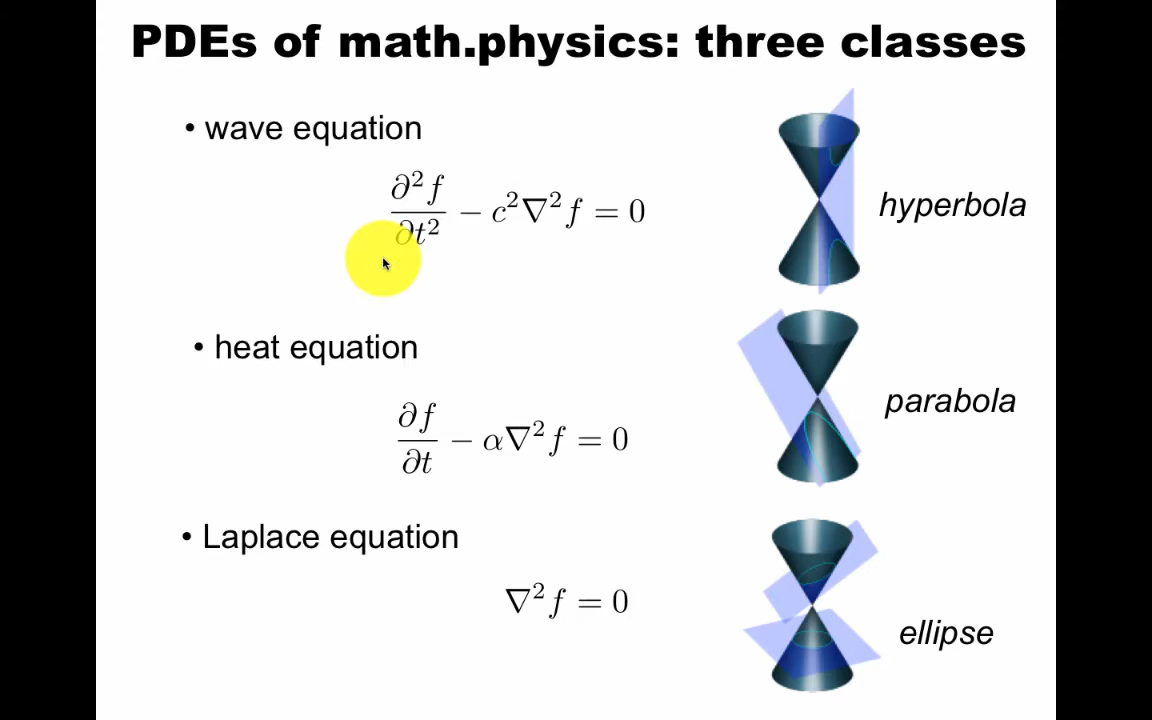 PDEs of math.physics: three classes
• wave equation
∂²f/∂t² − c²∇²f = 0
hyperbola
• heat equation
∂f/∂t − α∇²f = 0
parabola
• Laplace equation
∇²f = 0
ellipse